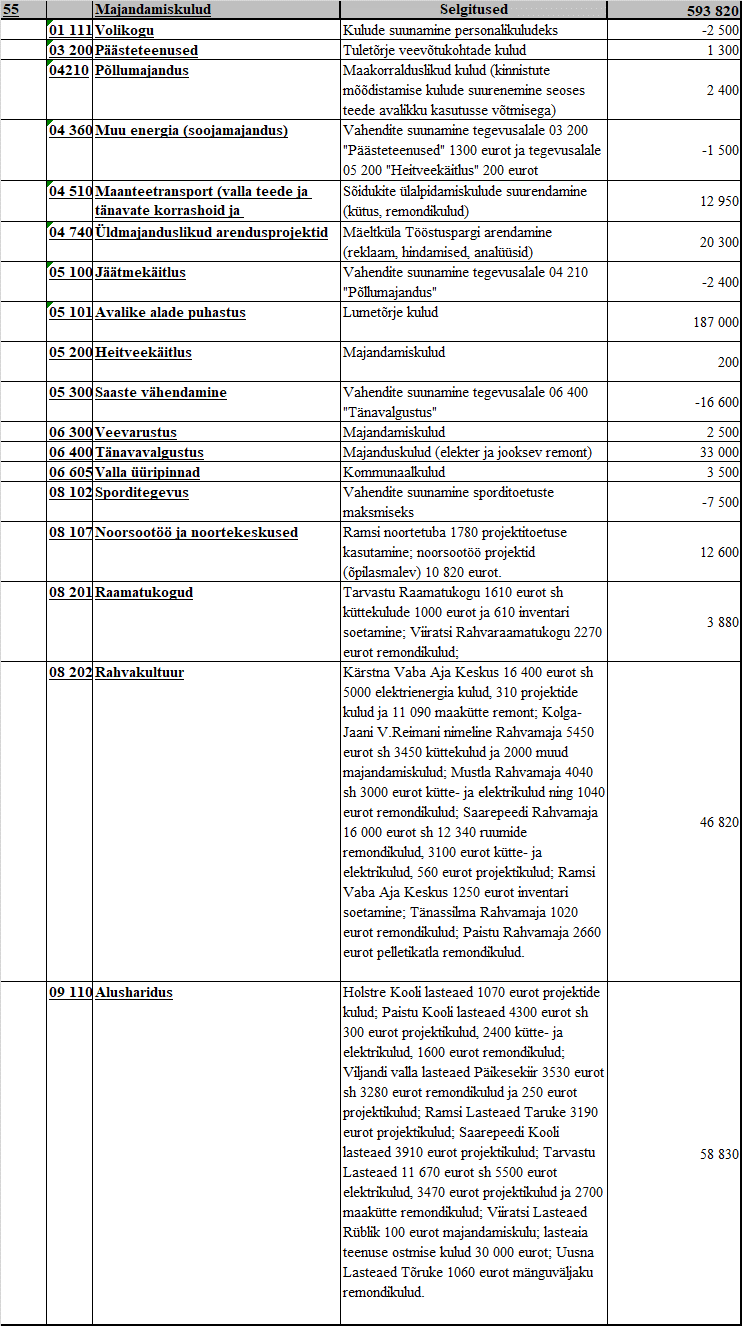 55 Majandamiskulud Selgitused 593 820
01 111 Volikogu Kulude suunamine personalikuludeks -2 500
03 200 Päästeteenused Tuletõrje veevõtukohtade kulud 1 300
04210 Põllumajandus Maakorralduslikud kulud (kinnistute
mõõdistamise kulude suurenemine seoses
teede avalikku kasutusse võtmisega)
2 400
04 360 Muu energia (soojamajandus) Vahendite suunamine tegevusalale 03 200
"Päästeteenused" 1300 eurot ja tegevusalale
05 200 "Heitveekäitlus" 200 eurot
-1 500
04 510 Maanteetransport (valla teede ja
tänavate korrashoid ja
Sõidukite ülalpidamiskulude suurendamine
(kütus, remondikulud)
12 950
04 740 Üldmajanduslikud arendusprojektid Mäeltküla Tööstuspargi arendamine
(reklaam, hindamised, analüüsid)
20 300
05 100 Jäätmekäitlus Vahendite suunamine tegevusalale 04 210
"Põllumajandus"
-2 400
05 101 Avalike alade puhastus Lumetõrje kulud
187 000
05 200 Heitveekäitlus Majandamiskulud
200
05 300 Saaste vähendamine Vahendite suunamine tegevusalale 06 400
"Tänavalgustus"
-16 600
06 300 Veevarustus Majandamiskulud 2 500
06 400 Tänavavalgustus Majanduskulud (elekter ja jooksev remont) 33 000
06 605 Valla üüripinnad Kommunaalkulud 3 500
08 102 Sporditegevus Vahendite suunamine sporditoetuste
maksmiseks
-7 500
08 107 Noorsootöö ja noortekeskused Ramsi noortetuba 1780 projektitoetuse
kasutamine; noorsootöö projektid
(õpilasmalev) 10 820 eurot.
12 600
08 201 Raamatukogud Tarvastu Raamatukogu 1610 eurot sh
küttekulude 1000 eurot ja 610 inventari
soetamine; Viiratsi Rahvaraamatukogu 2270
eurot remondikulud;
3 880
08 202 Rahvakultuur Kärstna Vaba Aja Keskus 16 400 eurot sh
5000 elektrienergia kulud, 310 projektide
kulud ja 11 090 maakütte remont; Kolga-
Jaani V.Reimani nimeline Rahvamaja 5450
eurot sh 3450 küttekulud ja 2000 muud
majandamiskulud; Mustla Rahvamaja 4040
sh 3000 eurot kütte- ja elektrikulud ning 1040
eurot remondikulud; Saarepeedi Rahvamaja
16 000 eurot sh 12 340 ruumide
remondikulud, 3100 eurot kütte- ja
elektrikulud, 560 eurot projektikulud; Ramsi
Vaba Aja Keskus 1250 eurot inventari
soetamine; Tänassilma Rahvamaja 1020
eurot remondikulud; Paistu Rahvamaja 2660
eurot pelletikatla remondikulud.
46 820
09 110 Alusharidus Holstre Kooli lasteaed 1070 eurot projektide
kulud; Paistu Kooli lasteaed 4300 eurot sh
300 eurot projektikulud, 2400 kütte- ja
elektrikulud, 1600 eurot remondikulud;
Viljandi valla lasteaed Päikesekiir 3530 eurot
sh 3280 eurot remondikulud ja 250 eurot
projektikulud; Ramsi Lasteaed Taruke 3190
eurot projektikulud; Saarepeedi Kooli
lasteaed 3910 eurot projektikulud; Tarvastu
Lasteaed 11 670 eurot sh 5500 eurot
elektrikulud, 3470 eurot projektikulud ja 2700
maakütte remondikulud; Viiratsi Lasteaed
Rüblik 100 eurot majandamiskulu; lasteaia
teenuse ostmise kulud 30 000 eurot; Uusna
Lasteaed Tõruke 1060 eurot mänguväljaku
remondikulud.
58 830